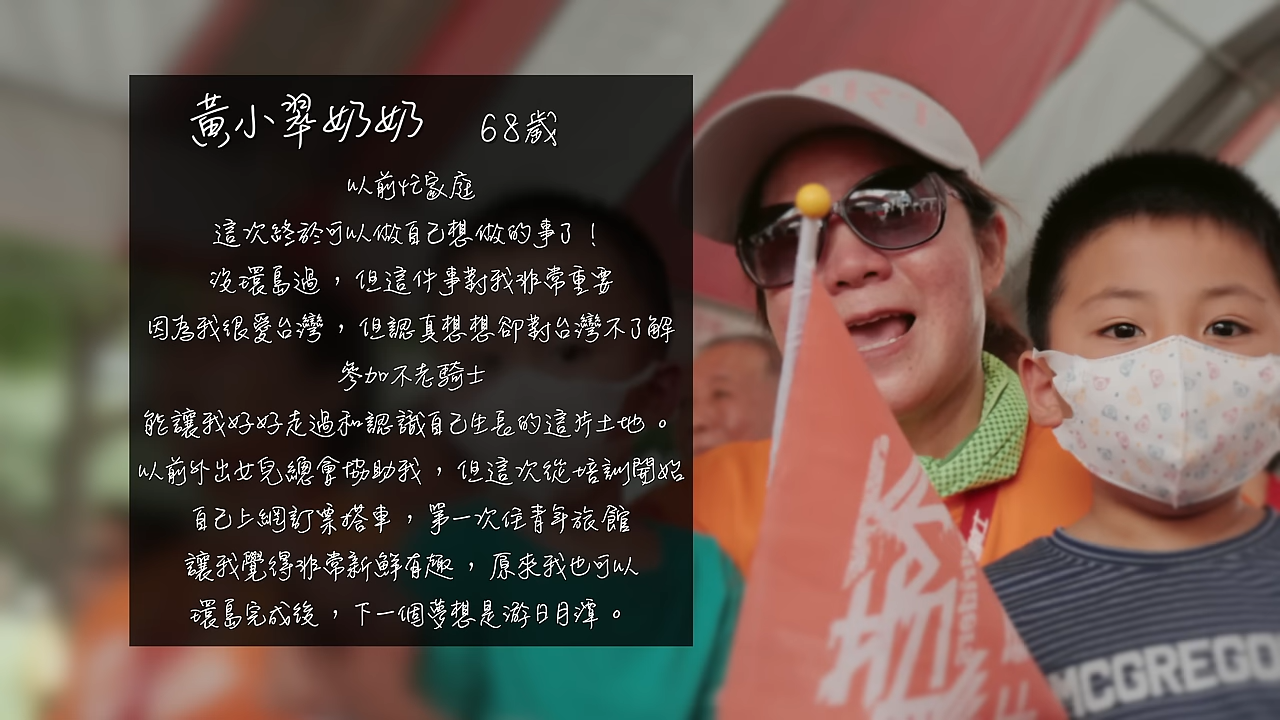 黃小翠奶奶 68歲
以前忙家庭
這次終於可以做自己想做的事了！
沒環島過，但這件事對我非常重要
因為我很愛台灣，但認真想想卻對台灣不了解
參加不老騎士
能讓我好好走過和認識自己生長的這片土地。
以前外出女兒總會協助我，但這次從培訓開始
自己上網訂票搭車，第一次住青年旅館
讓我覺得非常新鮮有趣，原來我也可以
環島完成後，下一個夢想是游日月潭。
MCGREGO